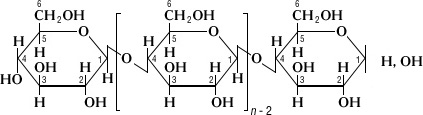 6 6 6
CH₂OH CH₂OH CH₂OH
5 O 5 O 5 O
H H H H H H
H H H
4 1 O 4 1 O 4 1 H, OH
OH OH OH
HO H H
3 2 3 2 3 2
H OH H OH H OH
n - 2